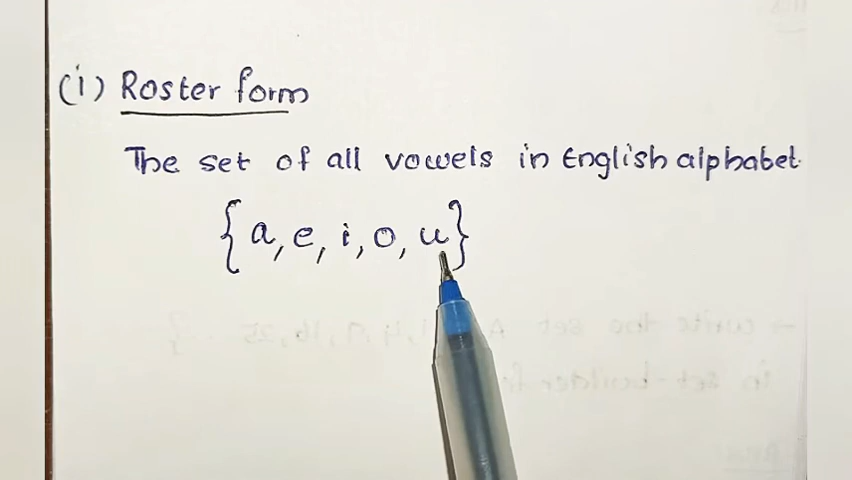 (i) Roster form
The set of all vowels in English alphabet.
{a, e, i, o, u}